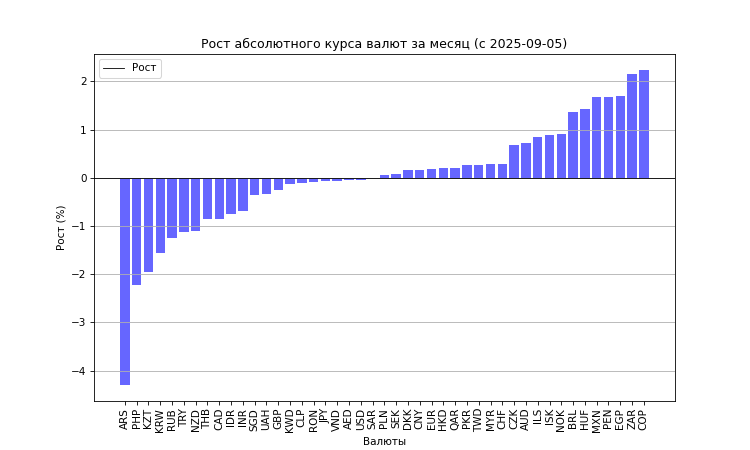 Рост абсолютного курса валют за месяц (с 2025-09-05)
Рост
2
1
0
−1
−2
−3
−4
Рост (%)
ARS PHP KZT KRW RUB TRY NZD THB CAD IDR INR SGD UAH GBP KWD CLP RON JPY VND AED USD SAR PLN SEK DKK CNY EUR HKD QAR PKR TWD MYR CHF CZK AUD ILS ISK NOK BRL HUF MXN PEN EGP ZAR COP
Валюты